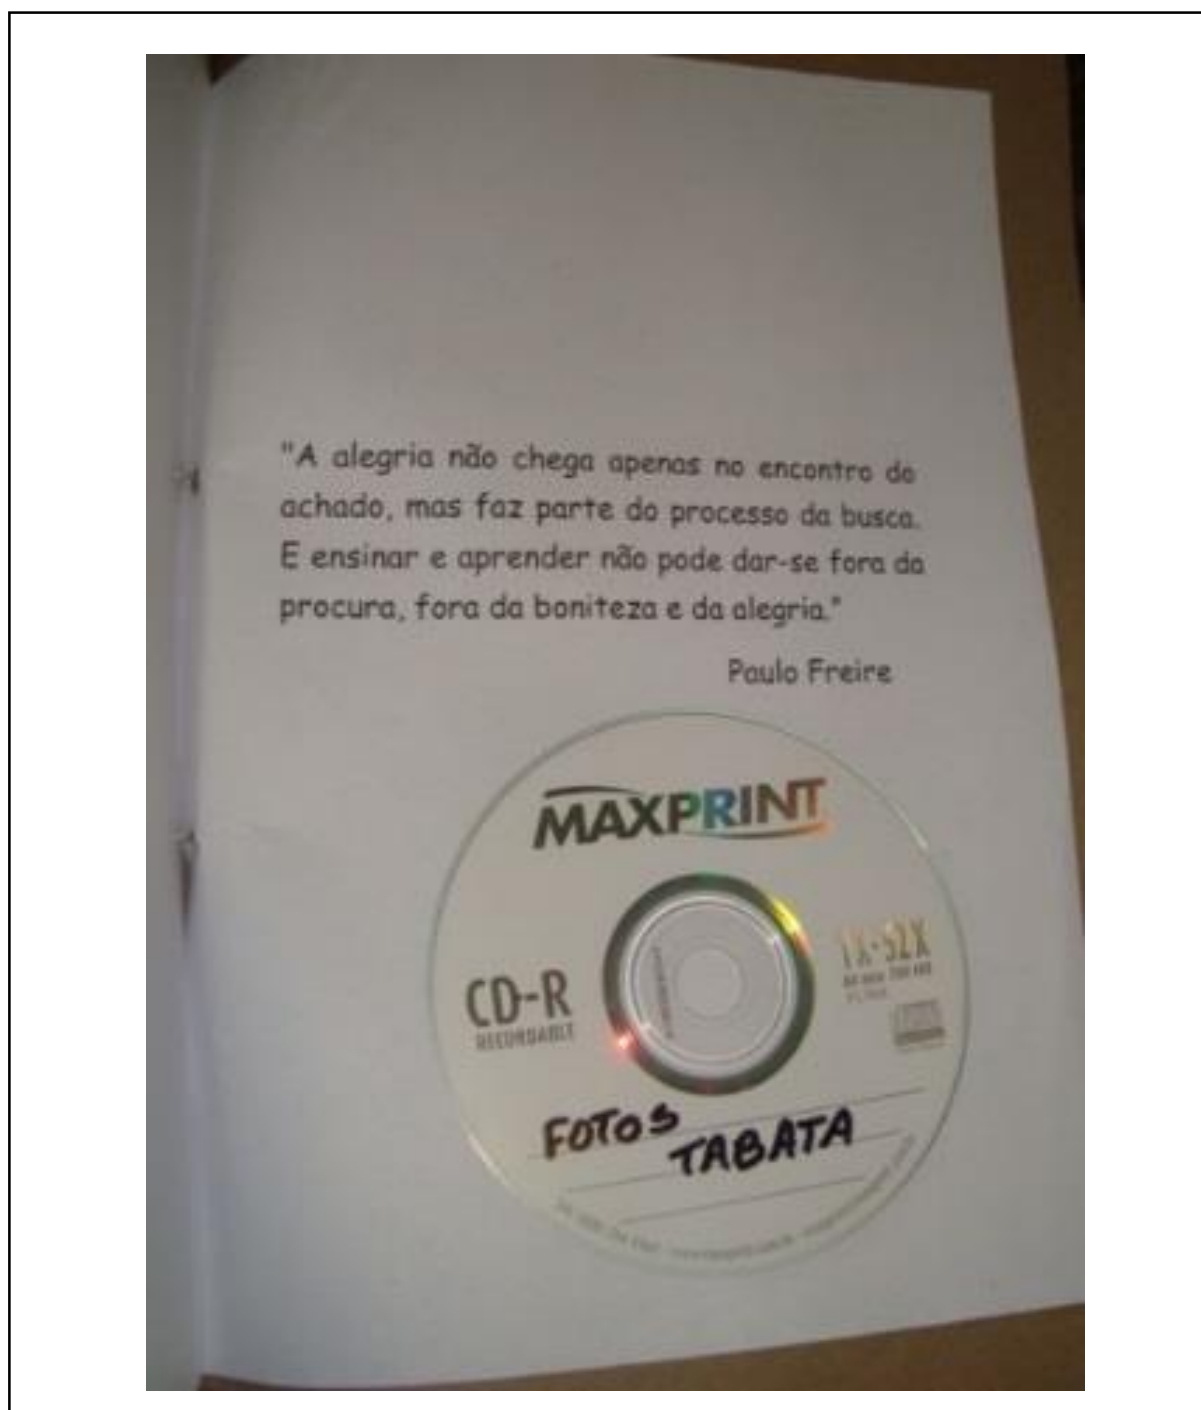 "A alegria não chega apenas no encontro do
achado, mas faz parte do processo da busca.
E ensinar e aprender não pode dar-se fora da
procura, fora da boniteza e da alegria."
Paulo Freire
MAXPRINT
1X-52X
CD-R
RECORDABLE
FOTOS
TABATA